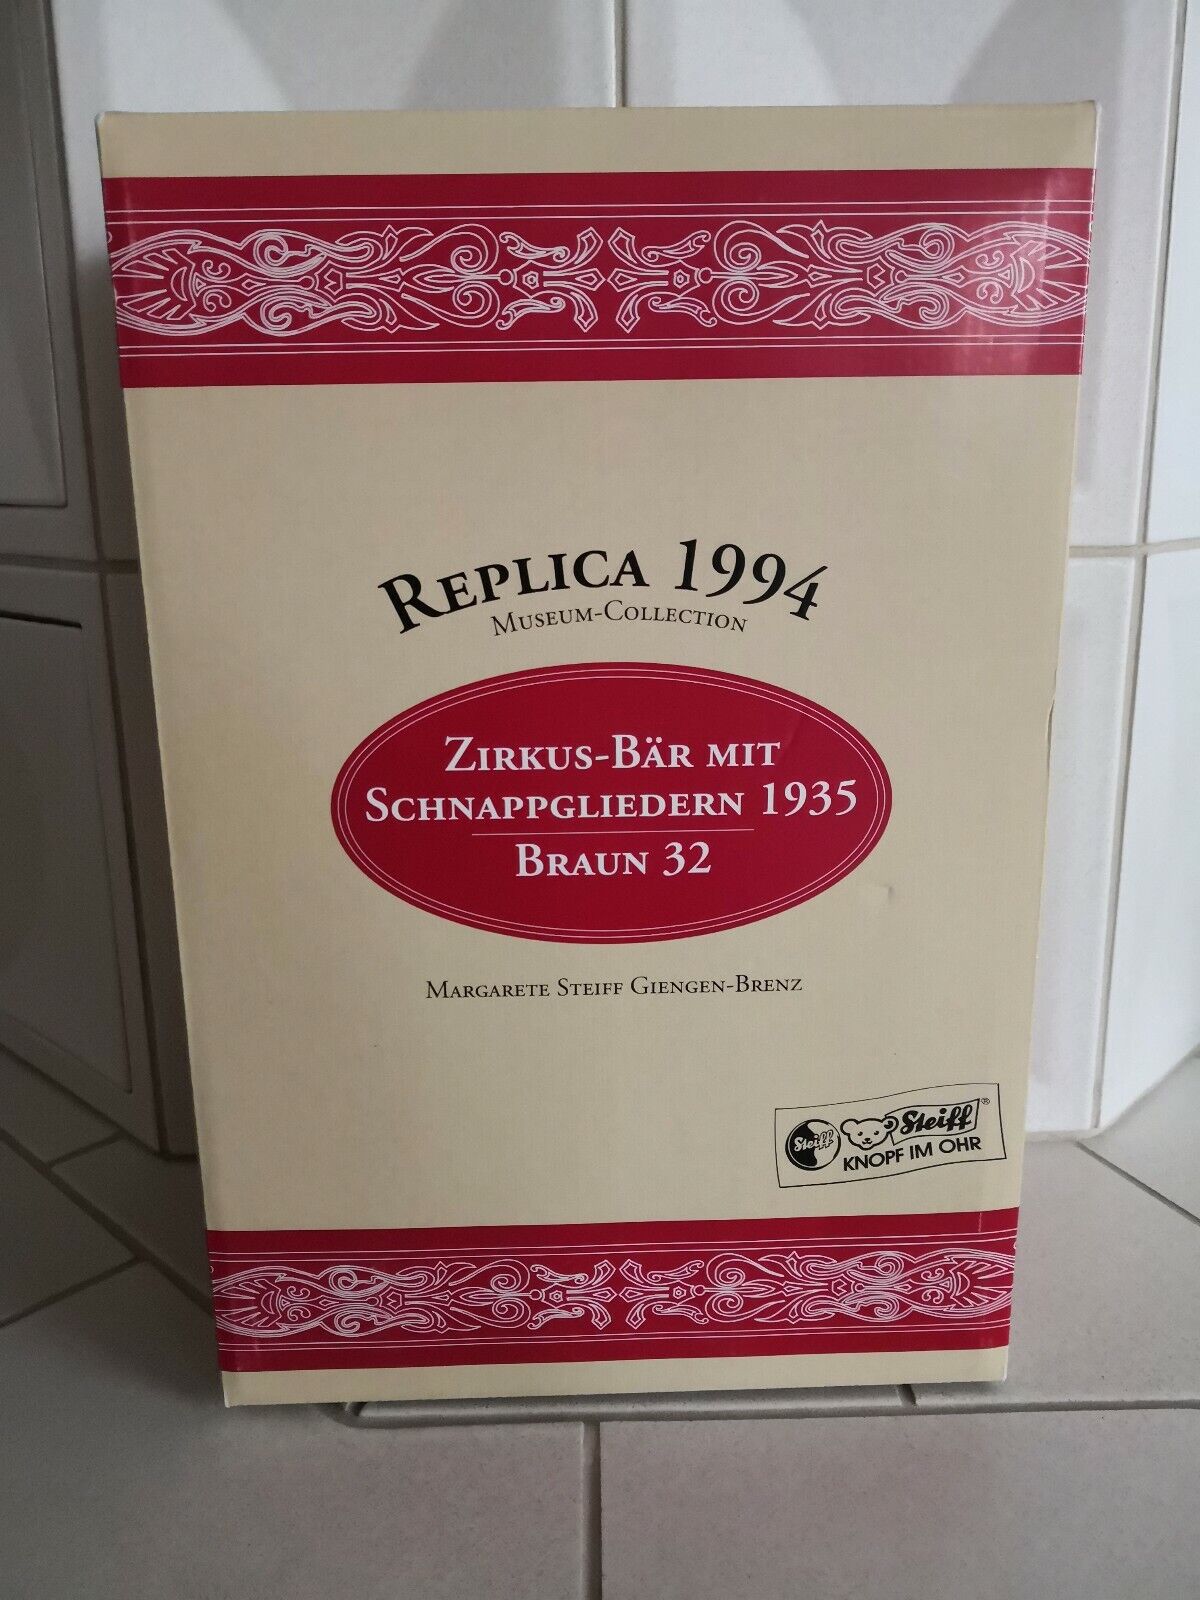 REPLICA 1994
MUSEUM-COLLECTION
ZIRKUS-BÄR MIT
SCHNAPPGLIEDERN 1935
BRAUN 32
MARGARETE STEIFF GIENGEN-BRENZ
Steiff
Steiff®
KNOPF IM OHR